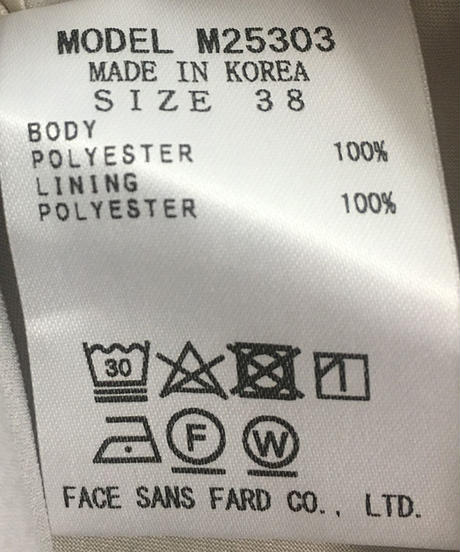 MODEL M25303
MADE IN KOREA
SIZE 38
BODY
POLYESTER 100%
LINING
POLYESTER 100%
30
F W
FACE SANS FARD CO., LTD.